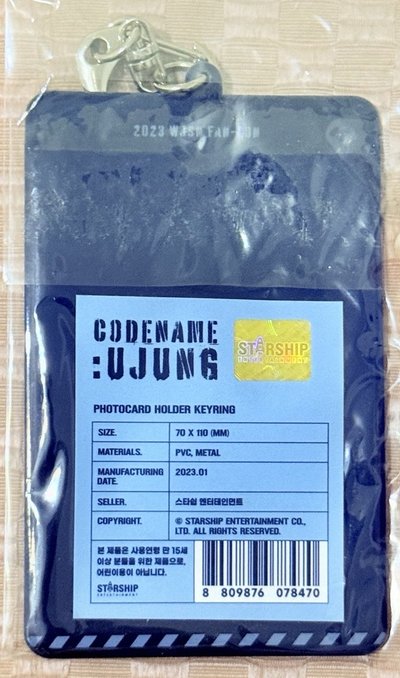 2023 WJSN FAN-CON
CODENAME
:UJUNG
STARSHIP
ENTERTAINMENT
PHOTOCARD HOLDER KEYRING
SIZE. 70 X 110 (MM)
MATERIALS. PVC, METAL
MANUFACTURING
DATE. 2023.01
SELLER. 스타쉽 엔터테인먼트
COPYRIGHT. © STARSHIP ENTERTAINMENT CO.,
LTD. ALL RIGHTS RESERVED.
본 제품은 사용연령 만 15세
이상 분들을 위한 제품으로,
어린이용이 아닙니다.
STARSHIP
ENTERTAINMENT
8 809876 078470